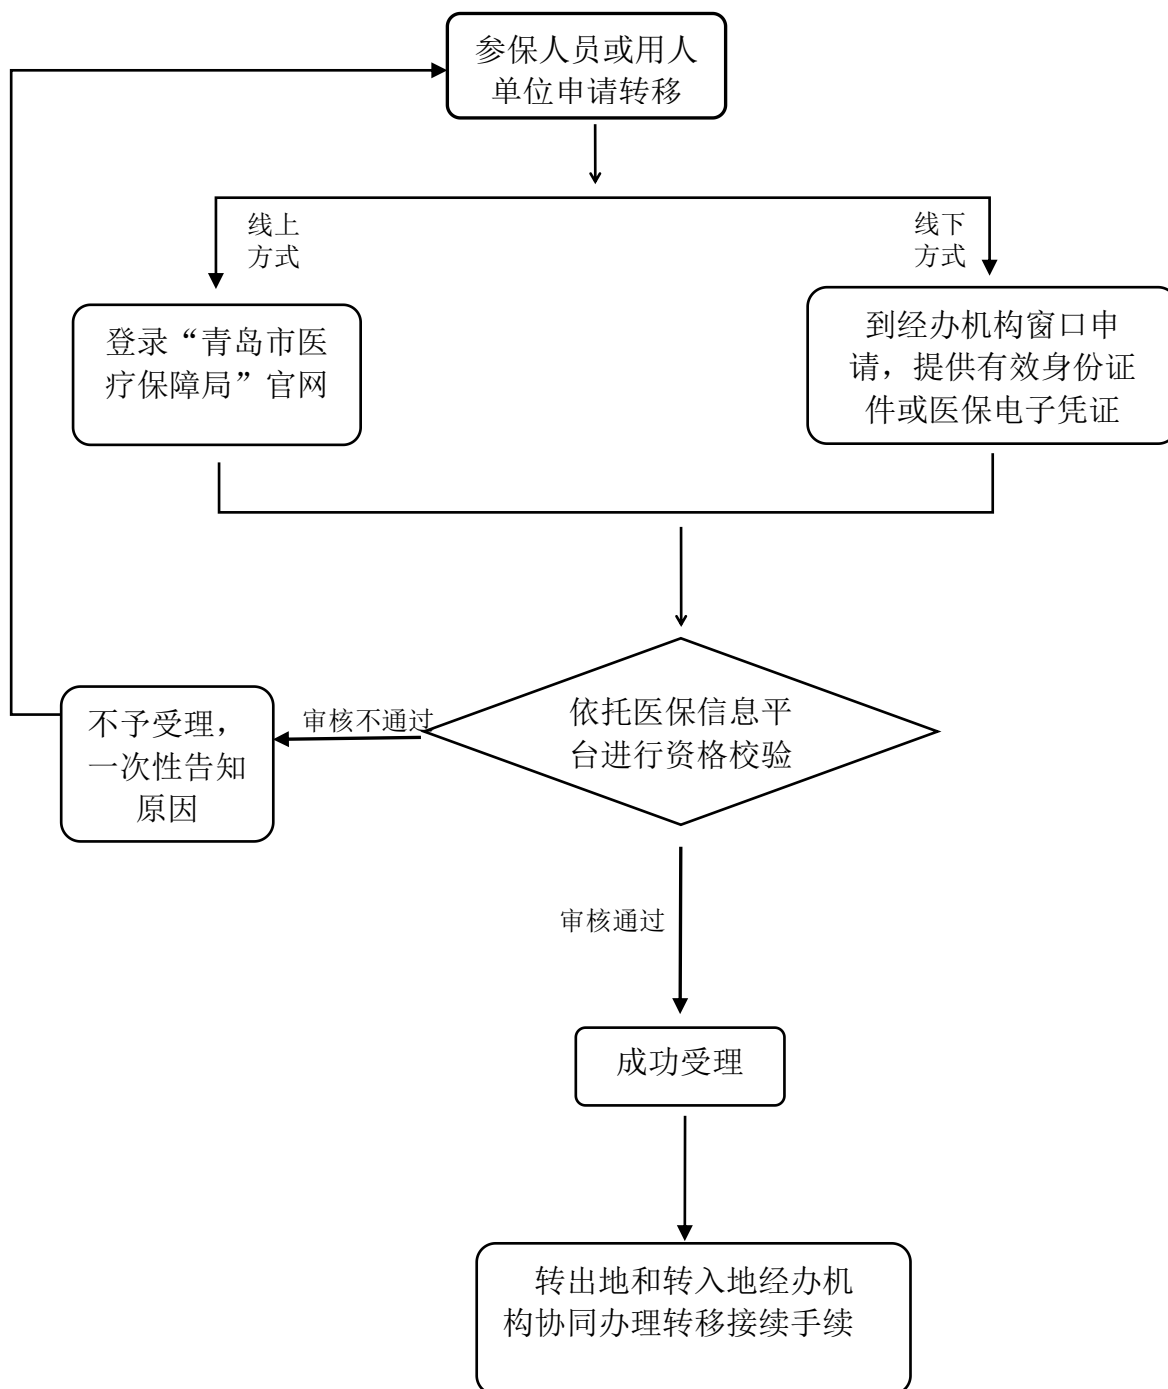 参保人员或用人
单位申请转移
线上
方式
线下
方式
登录“青岛市医
疗保障局”官网
到经办机构窗口申
请，提供有效身份证
件或医保电子凭证
依托医保信息平
台进行资格校验
审核不通过
不予受理，
一次性告知
原因
审核通过
成功受理
转出地和转入地经办机
构协同办理转移接续手续